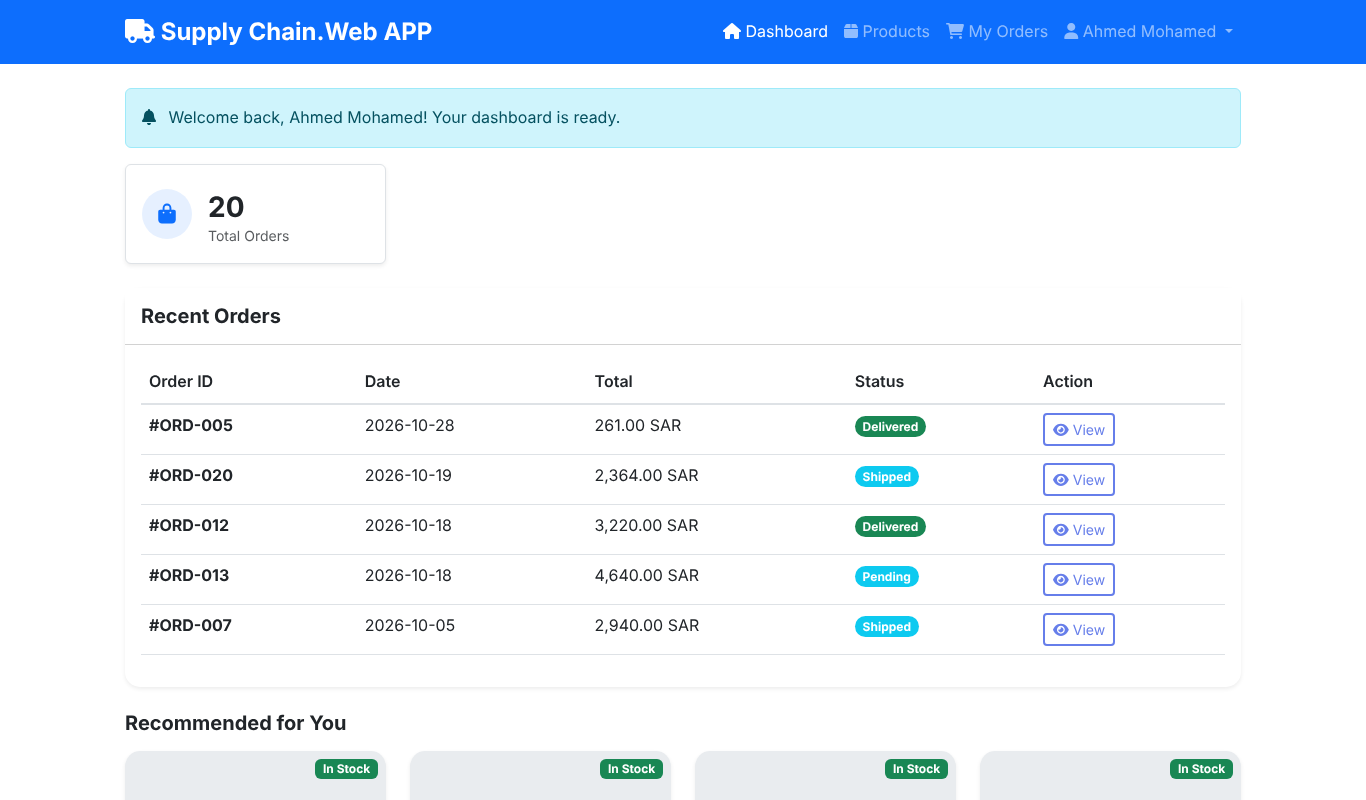 Supply Chain.Web APP
Dashboard Products My Orders Ahmed Mohamed
Welcome back, Ahmed Mohamed! Your dashboard is ready.
20
Total Orders
Recent Orders
Order ID Date Total Status Action
#ORD-005 2026-10-28 261.00 SAR Delivered View
#ORD-020 2026-10-19 2,364.00 SAR Shipped View
#ORD-012 2026-10-18 3,220.00 SAR Delivered View
#ORD-013 2026-10-18 4,640.00 SAR Pending View
#ORD-007 2026-10-05 2,940.00 SAR Shipped View
Recommended for You
In Stock In Stock In Stock In Stock